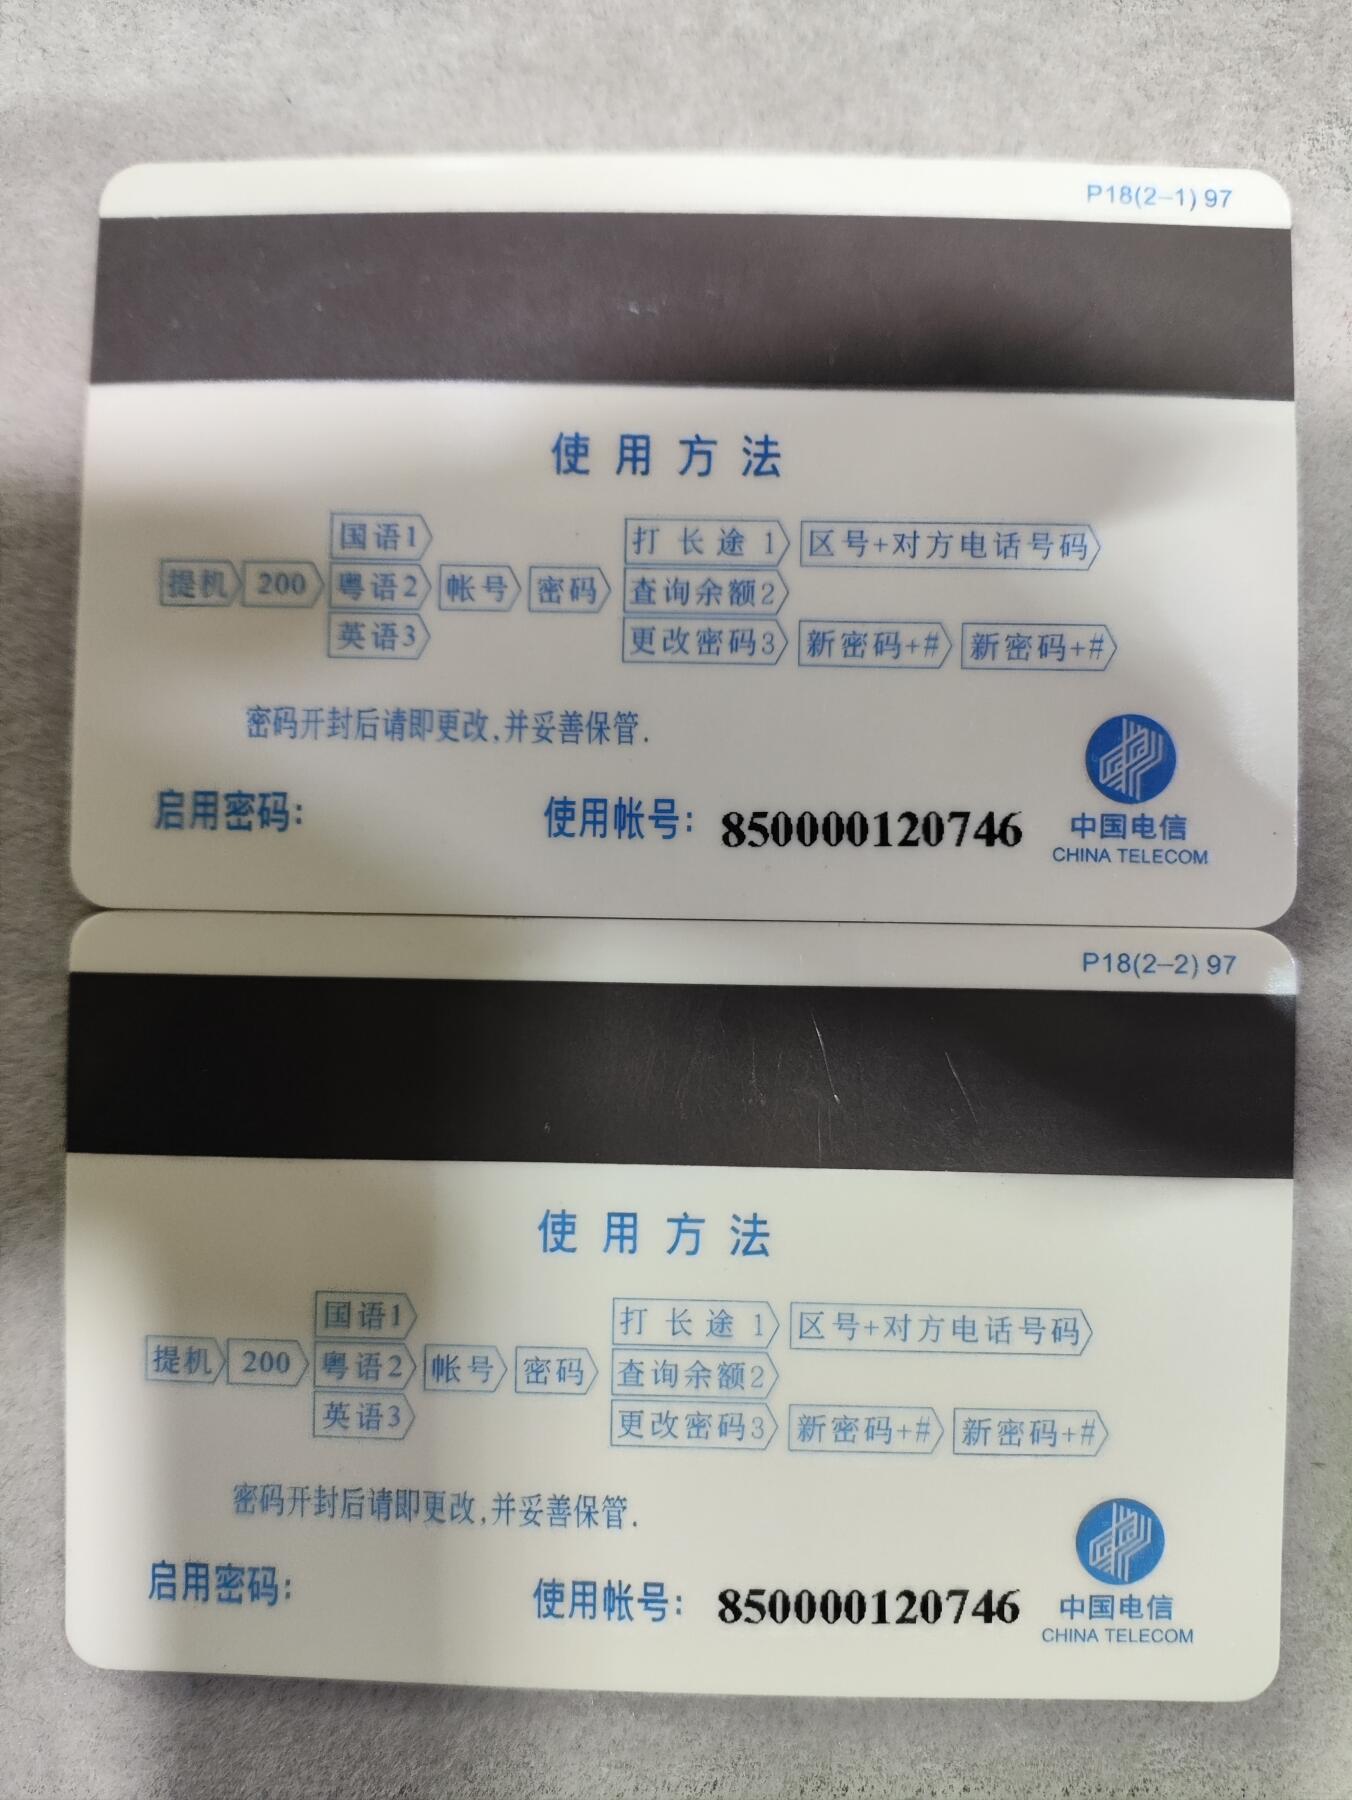 P18(2-1) 97
使用方法
国语1
打长途1 区号+对方电话号码
提机 200 粤语2 帐号 密码 查询余额2
英语3
更改密码3 新密码+# 新密码+#
密码开封后请即更改,并妥善保管.
启用密码: 使用帐号: 850000120746
中国电信
CHINA TELECOM
P18(2-2) 97
使用方法
国语1
打长途1 区号+对方电话号码
提机 200 粤语2 帐号 密码 查询余额2
英语3
更改密码3 新密码+# 新密码+#
密码开封后请即更改,并妥善保管.
启用密码: 使用帐号: 850000120746
中国电信
CHINA TELECOM